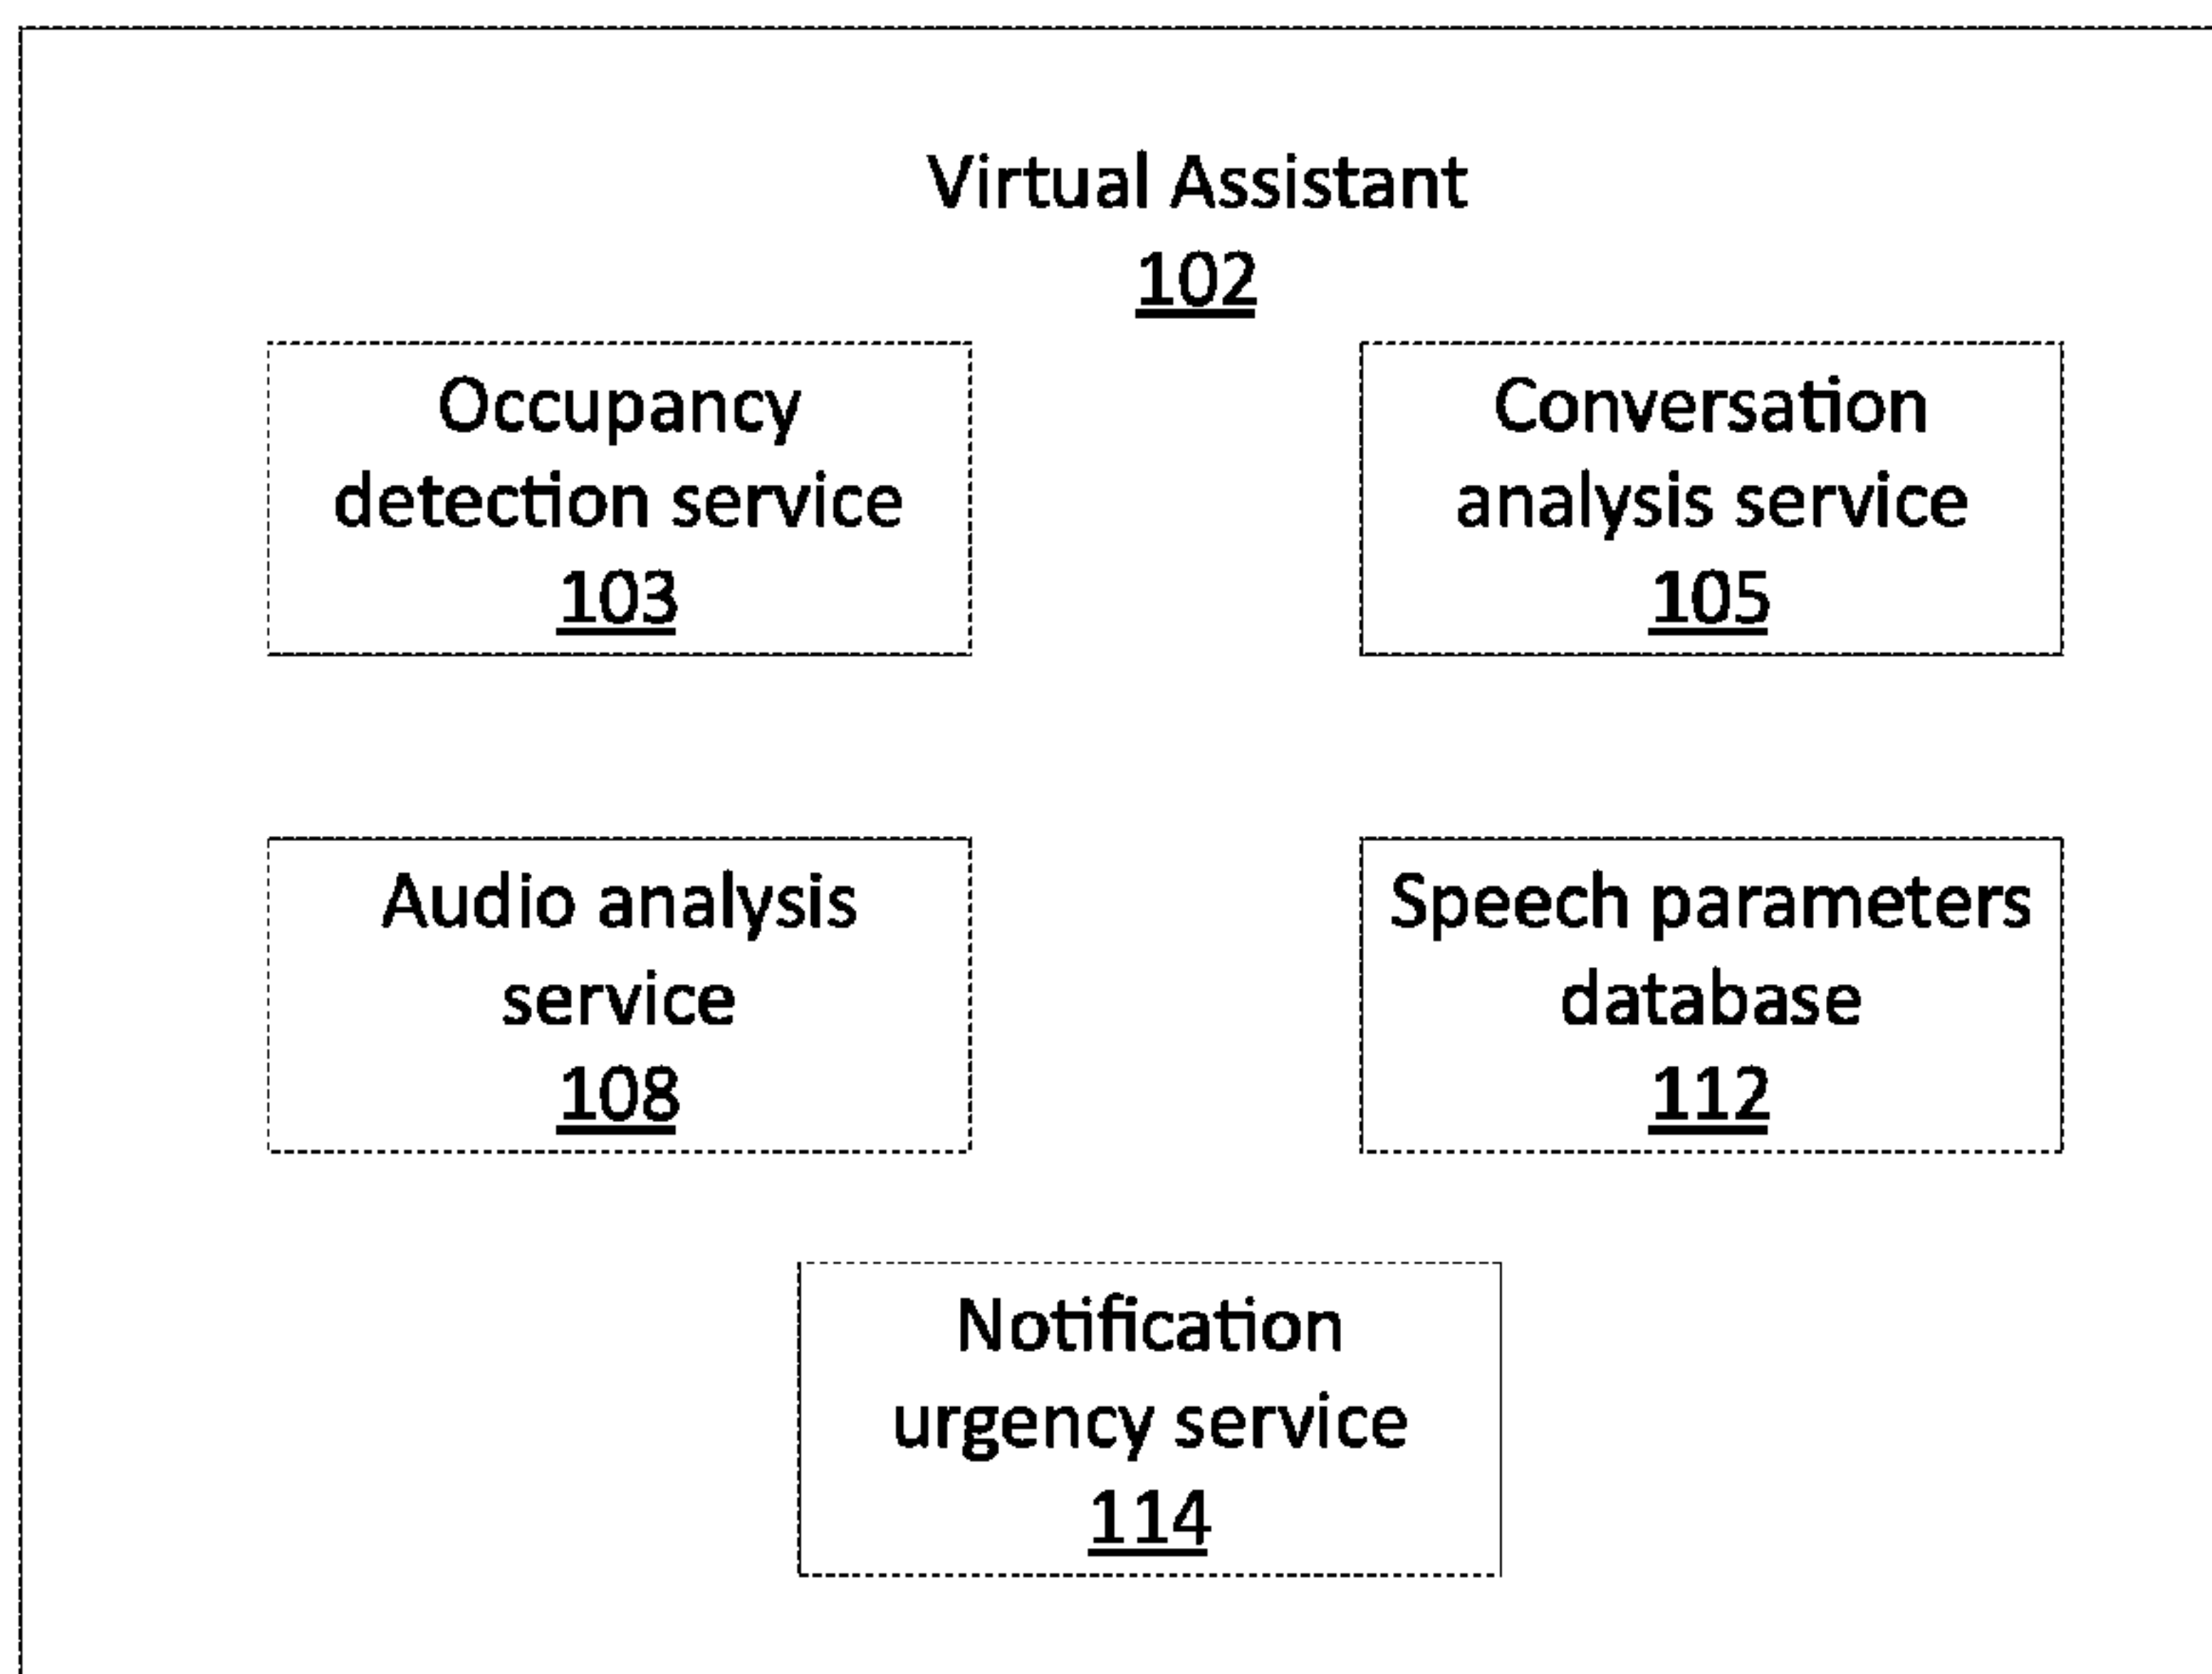 Virtual Assistant
102
Occupancy
detection service
103
Conversation
analysis service
105
Audio analysis
service
108
Speech parameters
database
112
Notification
urgency service
114